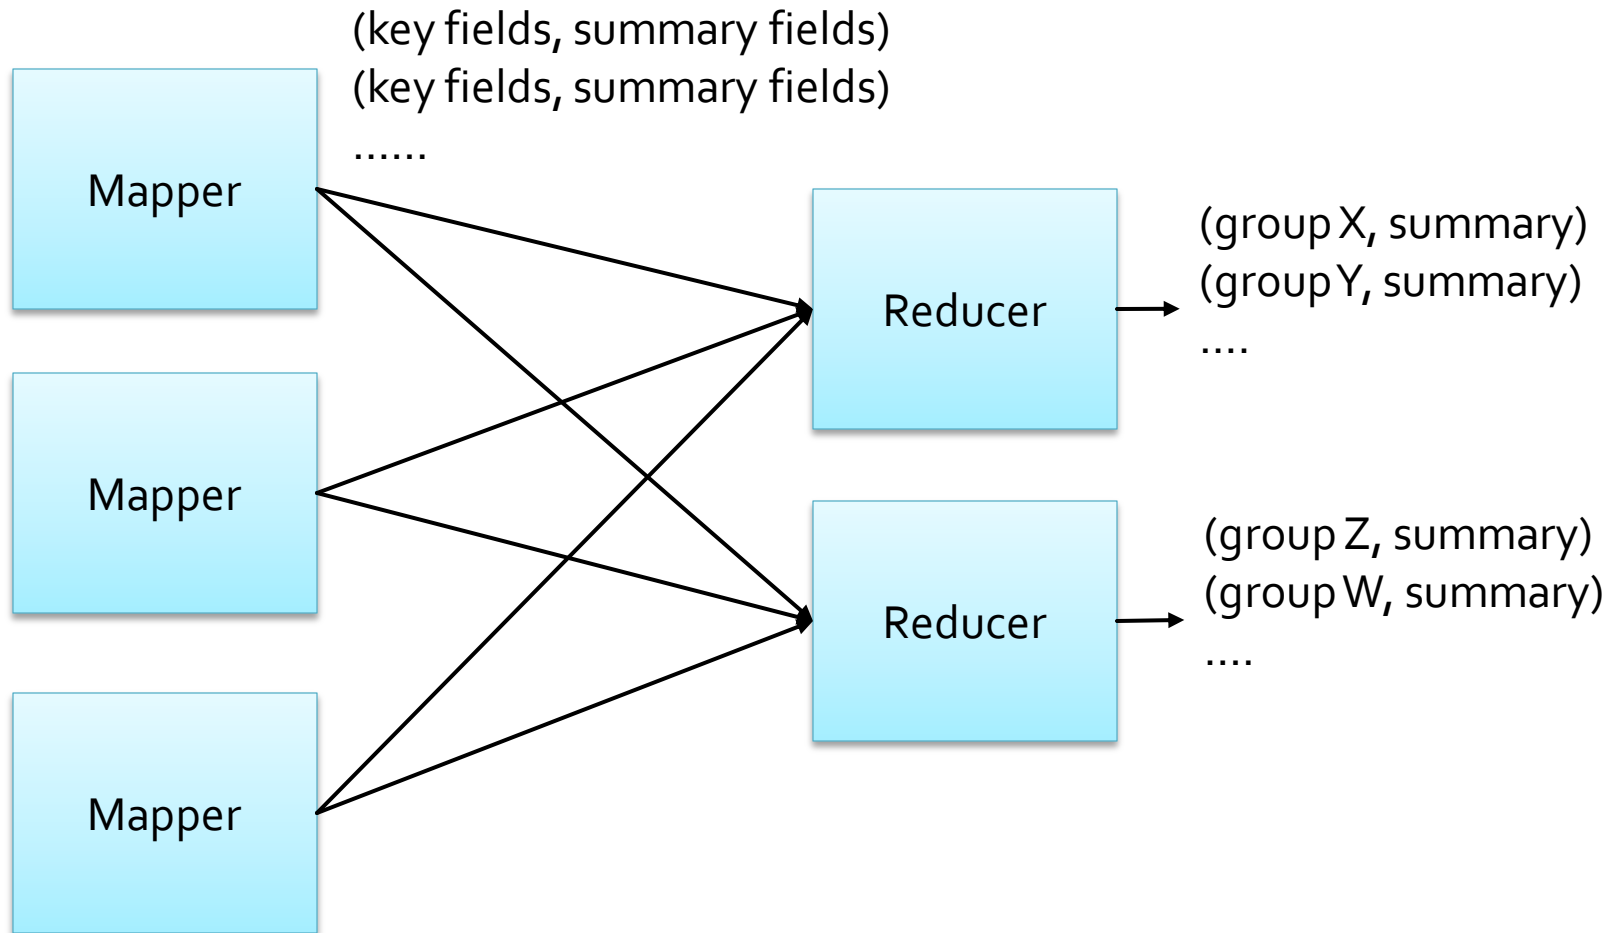 (key fields, summary fields)
(key fields, summary fields)
......
Mapper
Reducer
(group X, summary)
(group Y, summary)
....
Mapper
Reducer
(group Z, summary)
(group W, summary)
....
Mapper